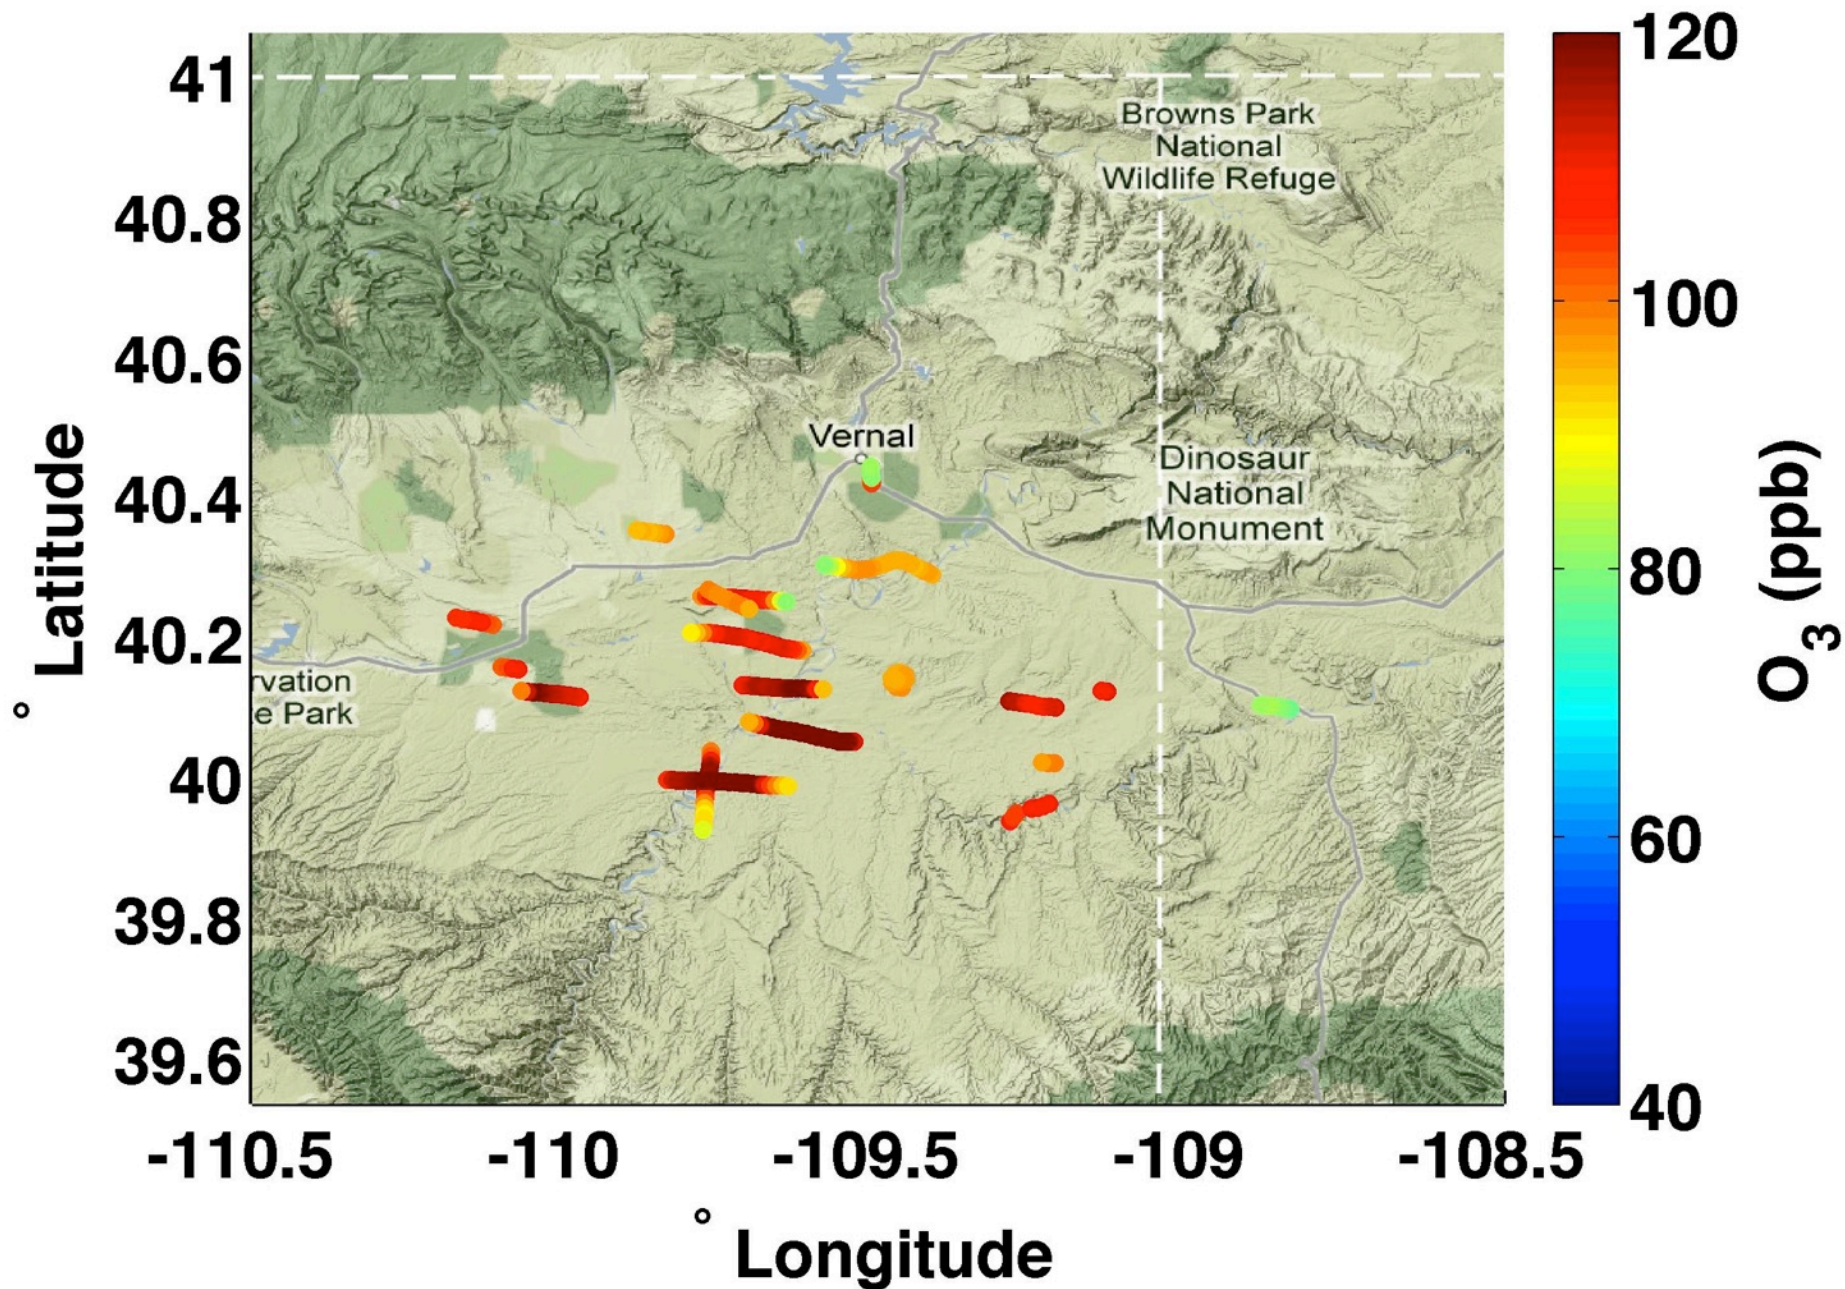 41
40.8
40.6
40.4
40.2
40
39.8
39.6
° Latitude
-110.5
-110
-109.5
-109
-108.5
° Longitude
Browns Park
National
Wildlife Refuge
Vernal
Dinosaur
National
Monument
rvation
e Park
120
100
80
60
40
O3 (ppb)